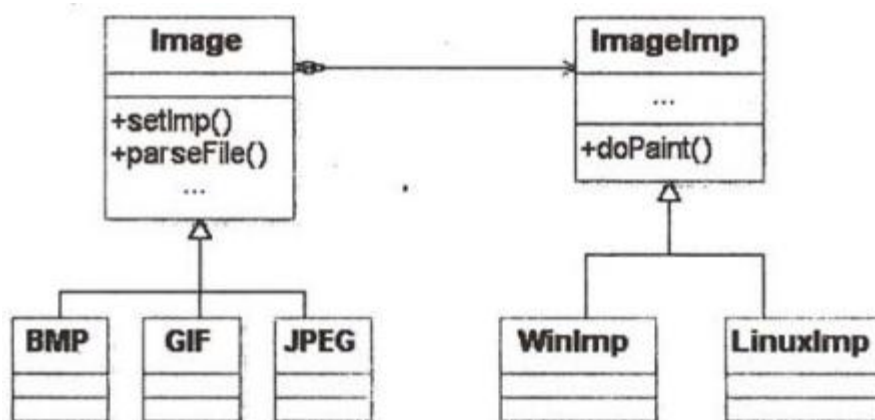 Image
+setImp()
+parseFile()
...
ImageImp
...
+doPaint()
BMP
GIF
JPEG
WinImp
LinuxImp